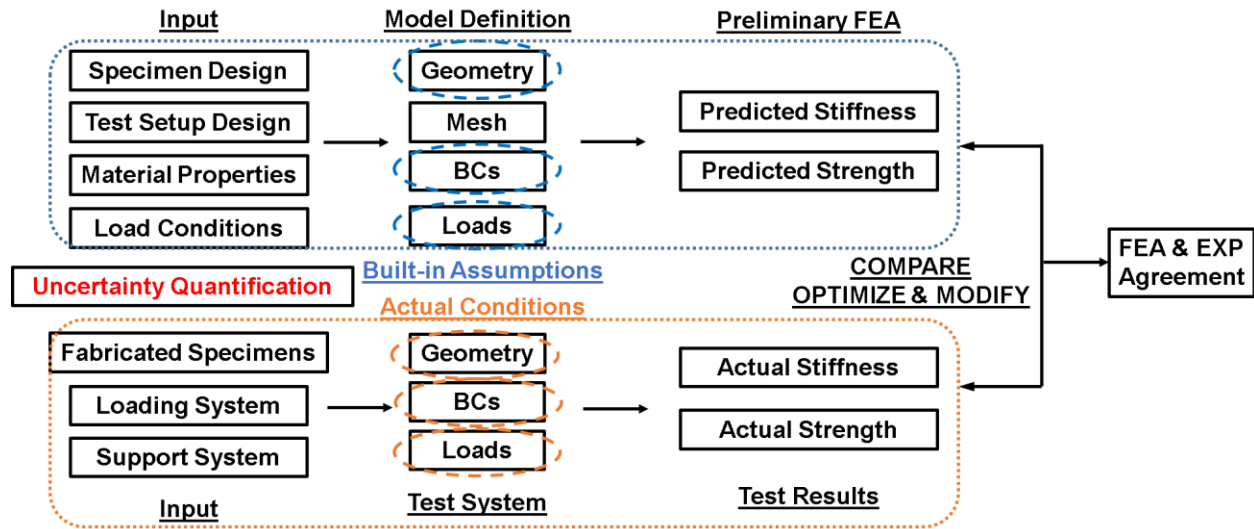 Input
Model Definition
Preliminary FEA
Specimen Design
Test Setup Design
Material Properties
Load Conditions
Geometry
Mesh
BCs
Loads
Predicted Stiffness
Predicted Strength
Uncertainty Quantification
Built-in Assumptions
Actual Conditions
COMPARE
OPTIMIZE & MODIFY
FEA & EXP
Agreement
Fabricated Specimens
Loading System
Support System
Input
Geometry
BCs
Loads
Test System
Actual Stiffness
Actual Strength
Test Results